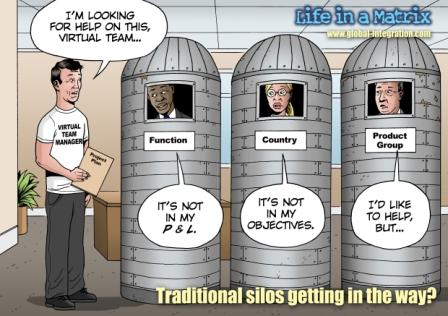 I'M LOOKING
FOR HELP ON THIS,
VIRTUAL TEAM...
Life in a Matrix
www.global-integration.com
VIRTUAL
TEAM
MANAGER
Project
Plan
Function
Country
Product
Group
IT'S NOT
IN MY
P & L.
IT'S NOT
IN MY
OBJECTIVES.
I'D LIKE
TO HELP,
BUT...
Traditional silos getting in the way?